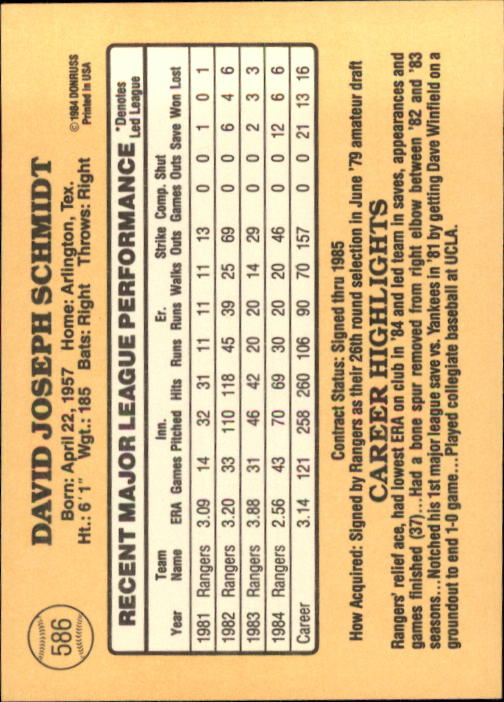 586
DAVID JOSEPH SCHMIDT
© 1984 DONRUSS
Printed in USA
Born: April 22, 1957 Home: Arlington, Tex.
Ht.: 6'1" Wgt.: 185 Bats: Right Throws: Right
RECENT MAJOR LEAGUE PERFORMANCE *Denotes Led League
Team Inn. Er. Strike Comp. Shut
Year Name ERA Games Pitched Hits Runs Runs Walks Outs Games Outs Save Won Lost
1981 Rangers 3.09 14 32 31 11 11 11 13 0 0 1 0 1
1982 Rangers 3.20 33 110 118 45 39 25 69 0 0 6 4 6
1983 Rangers 3.88 31 46 42 20 20 14 29 0 0 2 3 3
1984 Rangers 2.56 43 70 69 30 20 20 46 0 0 12 6 6
Career 3.14 121 258 260 106 90 70 157 0 0 21 13 16
Contract Status: Signed thru 1985
How Acquired: Signed by Rangers as their 26th round selection in June '79 amateur draft
CAREER HIGHLIGHTS
Rangers' relief ace, had lowest ERA on club in '84 and led team in saves, appearances and
games finished (37)...Had a bone spur removed from right elbow between '82 and '83
seasons...Notched his 1st major league save vs. Yankees in '81 by getting Dave Winfield on a
groundout to end 1-0 game...Played collegiate baseball at UCLA.